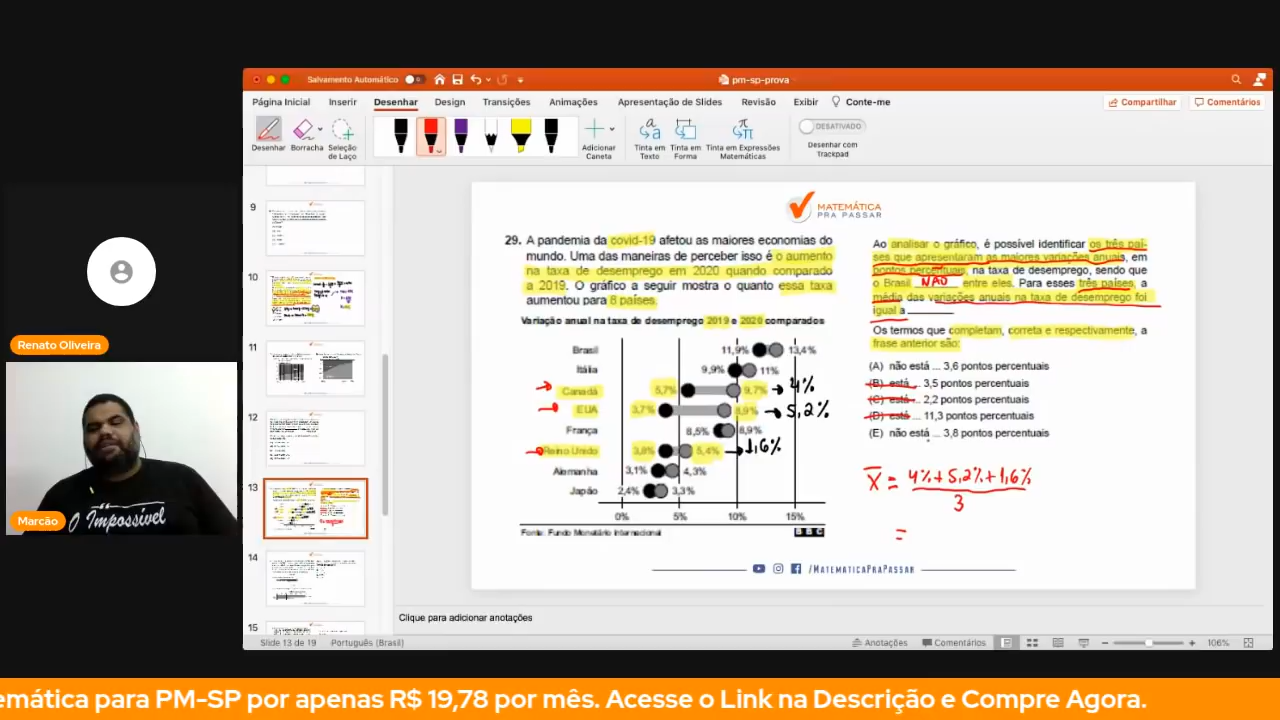 Salvamento Automático
pm-sp-prova
Página Inicial Inserir Desenhar Design Transições Animações Apresentação de Slides Revisão Exibir Conte-me
Compartilhar Comentários
Desenhar Borracha Seleção de Laço
Adicionar Caneta
Tinta em Texto Tinta em Forma Tinta em Expressões Matemáticas
DESATIVADO
Desenhar com Trackpad
9
10
11
12
13
14
15
Renato Oliveira
O Impossível
Marcão
MATEMÁTICA
PRA PASSAR
29. A pandemia da covid-19 afetou as maiores economias do
mundo. Uma das maneiras de perceber isso é o aumento
na taxa de desemprego em 2020 quando comparado
a 2019. O gráfico a seguir mostra o quanto essa taxa
aumentou para 8 países.
Variação anual na taxa de desemprego 2019 e 2020 comparados
Brasil 11,9% 13,4%
Itália 9,9% 11%
Canadá 5,7% 9,7% 4%
EUA 3,7% 8,9% 5,2%
França 8,5% 8,9%
Reino Unido 3,8% 5,4% 1,6%
Alemanha 3,1% 4,3%
Japão 2,4% 3,3%
0% 5% 10% 15%
Fonte: Fundo Monetário Internacional BBC
Ao analisar o gráfico, é possível identificar os três paí-
ses que apresentaram as maiores variações anuais, em
pontos percentuais, na taxa de desemprego, sendo que
o Brasil NÃO entre eles. Para esses três países, a
média das variações anuais na taxa de desemprego foi
igual a ________
Os termos que completam, correta e respectivamente, a
frase anterior são:
(A) não está ... 3,6 pontos percentuais
(B) está ... 3,5 pontos percentuais
(C) está ... 2,2 pontos percentuais
(D) está ... 11,3 pontos percentuais
(E) não está ... 3,8 pontos percentuais
X̅ = 4%+5,2%+1,6%
3
=
/MATEMATICAPRAPASSAR
Clique para adicionar anotações
Slide 13 de 19 Português (Brasil) Anotações Comentários 106%
emática para PM-SP por apenas R$ 19,78 por mês. Acesse o Link na Descrição e Compre Agora.